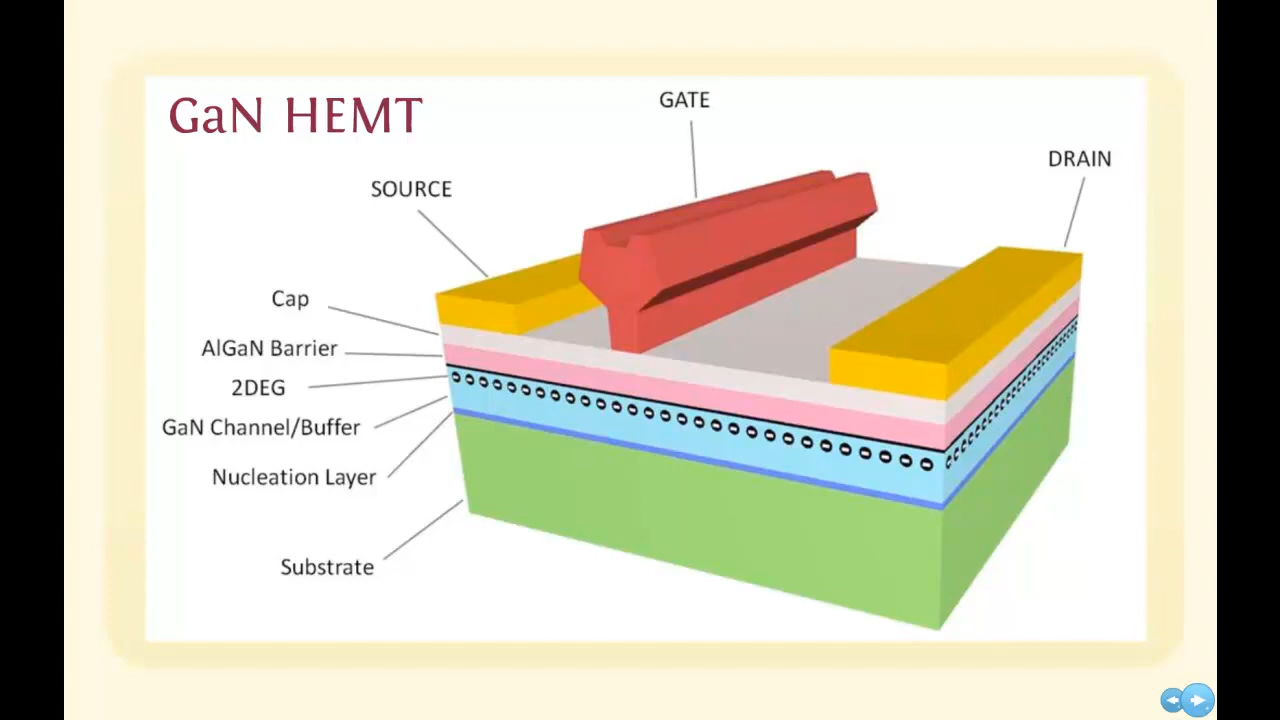 GaN HEMT
GATE
DRAIN
SOURCE
Cap
AlGaN Barrier
2DEG
GaN Channel/Buffer
Nucleation Layer
Substrate